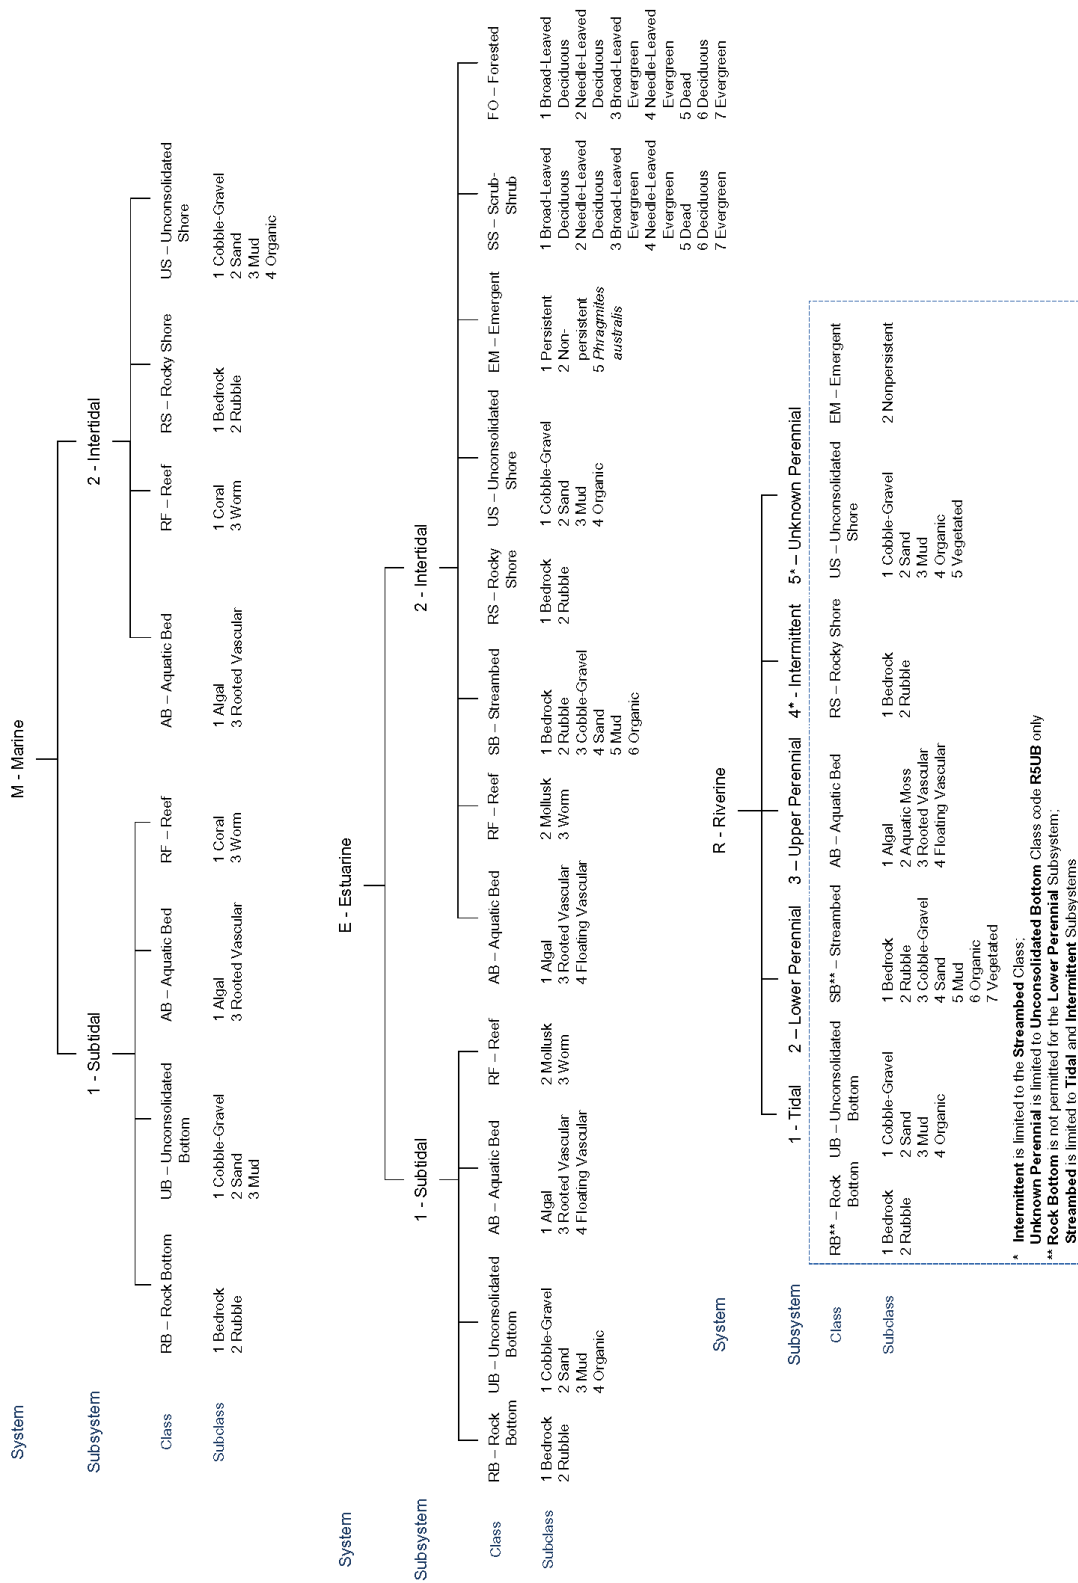 System
M - Marine
Subsystem
1 - Subtidal
2 - Intertidal
Class
RB – Rock Bottom
UB – Unconsolidated
Bottom
AB – Aquatic Bed
RF – Reef
AB – Aquatic Bed
RF – Reef
RS – Rocky Shore
US – Unconsolidated
Shore
Subclass
1 Bedrock
2 Rubble
1 Cobble-Gravel
2 Sand
3 Mud
1 Algal
3 Rooted Vascular
1 Coral
3 Worm
1 Algal
3 Rooted Vascular
1 Coral
3 Worm
1 Bedrock
2 Rubble
1 Cobble-Gravel
2 Sand
3 Mud
4 Organic
System
E - Estuarine
Subsystem
1 - Subtidal
2 - Intertidal
Class
RB – Rock
Bottom
UB – Unconsolidated
Bottom
AB – Aquatic Bed
RF – Reef
AB – Aquatic Bed
RF – Reef
SB – Streambed
RS – Rocky
Shore
US – Unconsolidated
Shore
EM – Emergent
SS – Scrub-
Shrub
FO – Forested
Subclass
1 Bedrock
2 Rubble
1 Cobble-Gravel
2 Sand
3 Mud
4 Organic
1 Algal
3 Rooted Vascular
4 Floating Vascular
2 Mollusk
3 Worm
1 Algal
3 Rooted Vascular
4 Floating Vascular
2 Mollusk
3 Worm
1 Bedrock
2 Rubble
3 Cobble-Gravel
4 Sand
5 Mud
6 Organic
1 Bedrock
2 Rubble
1 Cobble-Gravel
2 Sand
3 Mud
4 Organic
1 Persistent
2 Non-
persistent
5 Phragmites
australis
1 Broad-Leaved
Deciduous
2 Needle-Leaved
Deciduous
3 Broad-Leaved
Evergreen
4 Needle-Leaved
Evergreen
5 Dead
6 Deciduous
7 Evergreen
1 Broad-Leaved
Deciduous
2 Needle-Leaved
Deciduous
3 Broad-Leaved
Evergreen
4 Needle-Leaved
Evergreen
5 Dead
6 Deciduous
7 Evergreen
System
R - Riverine
Subsystem
1 - Tidal
2 – Lower Perennial
3 – Upper Perennial
4* - Intermittent
5* – Unknown Perennial
Class
RB** – Rock
Bottom
UB – Unconsolidated
Bottom
SB** – Streambed
AB – Aquatic Bed
RS – Rocky Shore
US – Unconsolidated
Shore
EM – Emergent
Subclass
1 Bedrock
2 Rubble
1 Cobble-Gravel
2 Sand
3 Mud
4 Organic
1 Bedrock
2 Rubble
3 Cobble-Gravel
4 Sand
5 Mud
6 Organic
7 Vegetated
1 Algal
2 Aquatic Moss
3 Rooted Vascular
4 Floating Vascular
1 Bedrock
2 Rubble
1 Cobble-Gravel
2 Sand
3 Mud
4 Organic
5 Vegetated
2 Nonpersistent
* Intermittent is limited to the Streambed Class;
Unknown Perennial is limited to Unconsolidated Bottom Class code R5UB only
** Rock Bottom is not permitted for the Lower Perennial Subsystem;
Streambed is limited to Tidal and Intermittent Subsystems